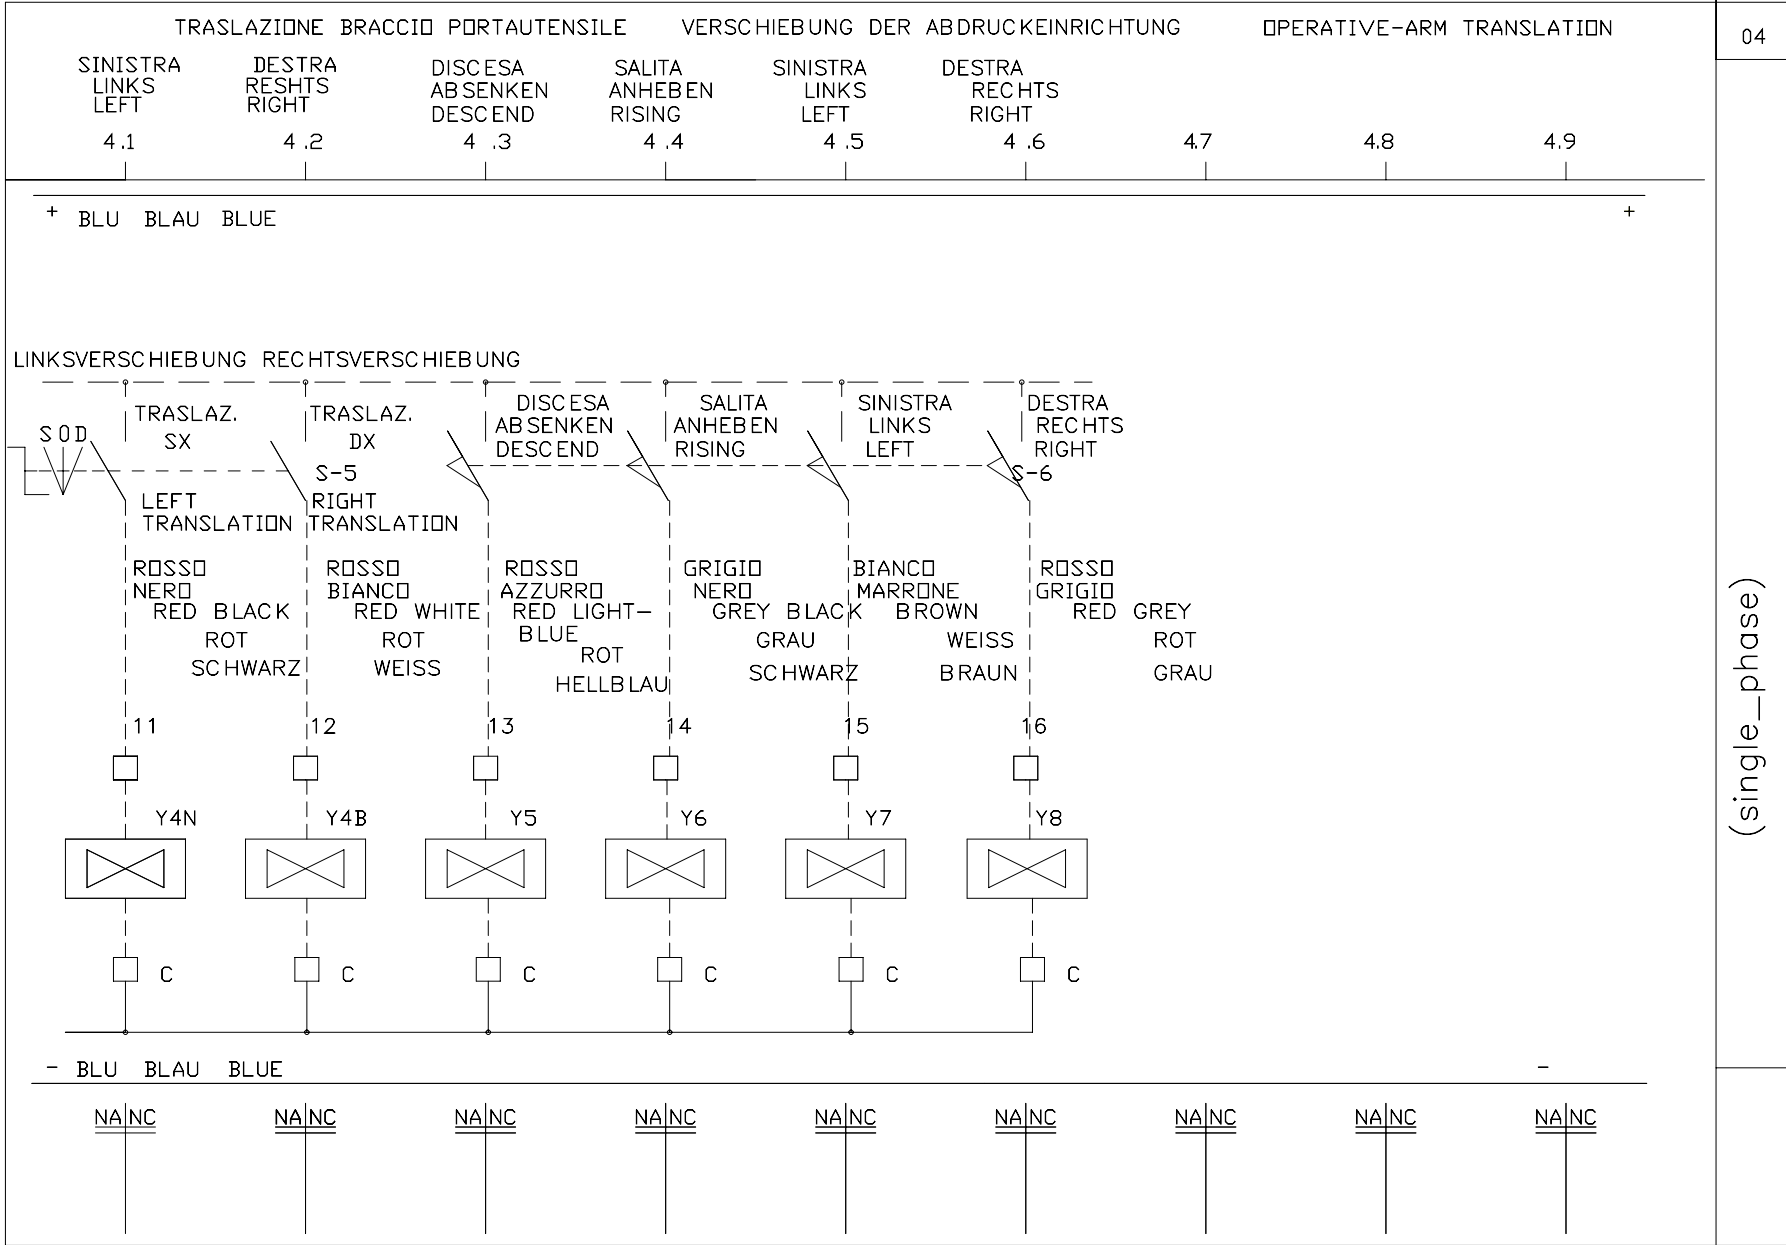 TRASLAZIONE BRACCIO PORTAUTENSILE VERSCHIEBUNG DER ABDRUCKEINRICHTUNG OPERATIVE-ARM TRANSLATION
04
SINISTRA
LINKS
LEFT
4.1
DESTRA
RESHTS
RIGHT
4.2
DISCESA
ABSENKEN
DESCEND
4.3
SALITA
ANHEBEN
RISING
4.4
SINISTRA
LINKS
LEFT
4.5
DESTRA
RECHTS
RIGHT
4.6
4.7
4.8
4.9
+ BLU BLAU BLUE +
LINKSVERSCHIEBUNG RECHTSVERSCHIEBUNG
S0D
TRASLAZ.
SX
LEFT
TRANSLATION
TRASLAZ.
DX
S-5
RIGHT
TRANSLATION
DISCESA
ABSENKEN
DESCEND
SALITA
ANHEBEN
RISING
SINISTRA
LINKS
LEFT
DESTRA
RECHTS
RIGHT
S-6
ROSSO
NERO
RED BLACK
ROT
SCHWARZ
ROSSO
BIANCO
RED WHITE
ROT
WEISS
ROSSO
AZZURRO
RED LIGHT-
BLUE
ROT
HELLBLAU
GRIGIO
NERO
GREY BLACK
GRAU
SCHWARZ
BIANCO
MARRONE
BROWN
WEISS
BRAUN
ROSSO
GRIGIO
RED GREY
ROT
GRAU
11 12 13 14 15 16
Y4N Y4B Y5 Y6 Y7 Y8
C C C C C C
- BLU BLAU BLUE -
NA NC NA NC NA NC NA NC NA NC NA NC NA NC NA NC NA NC
(single_phase)